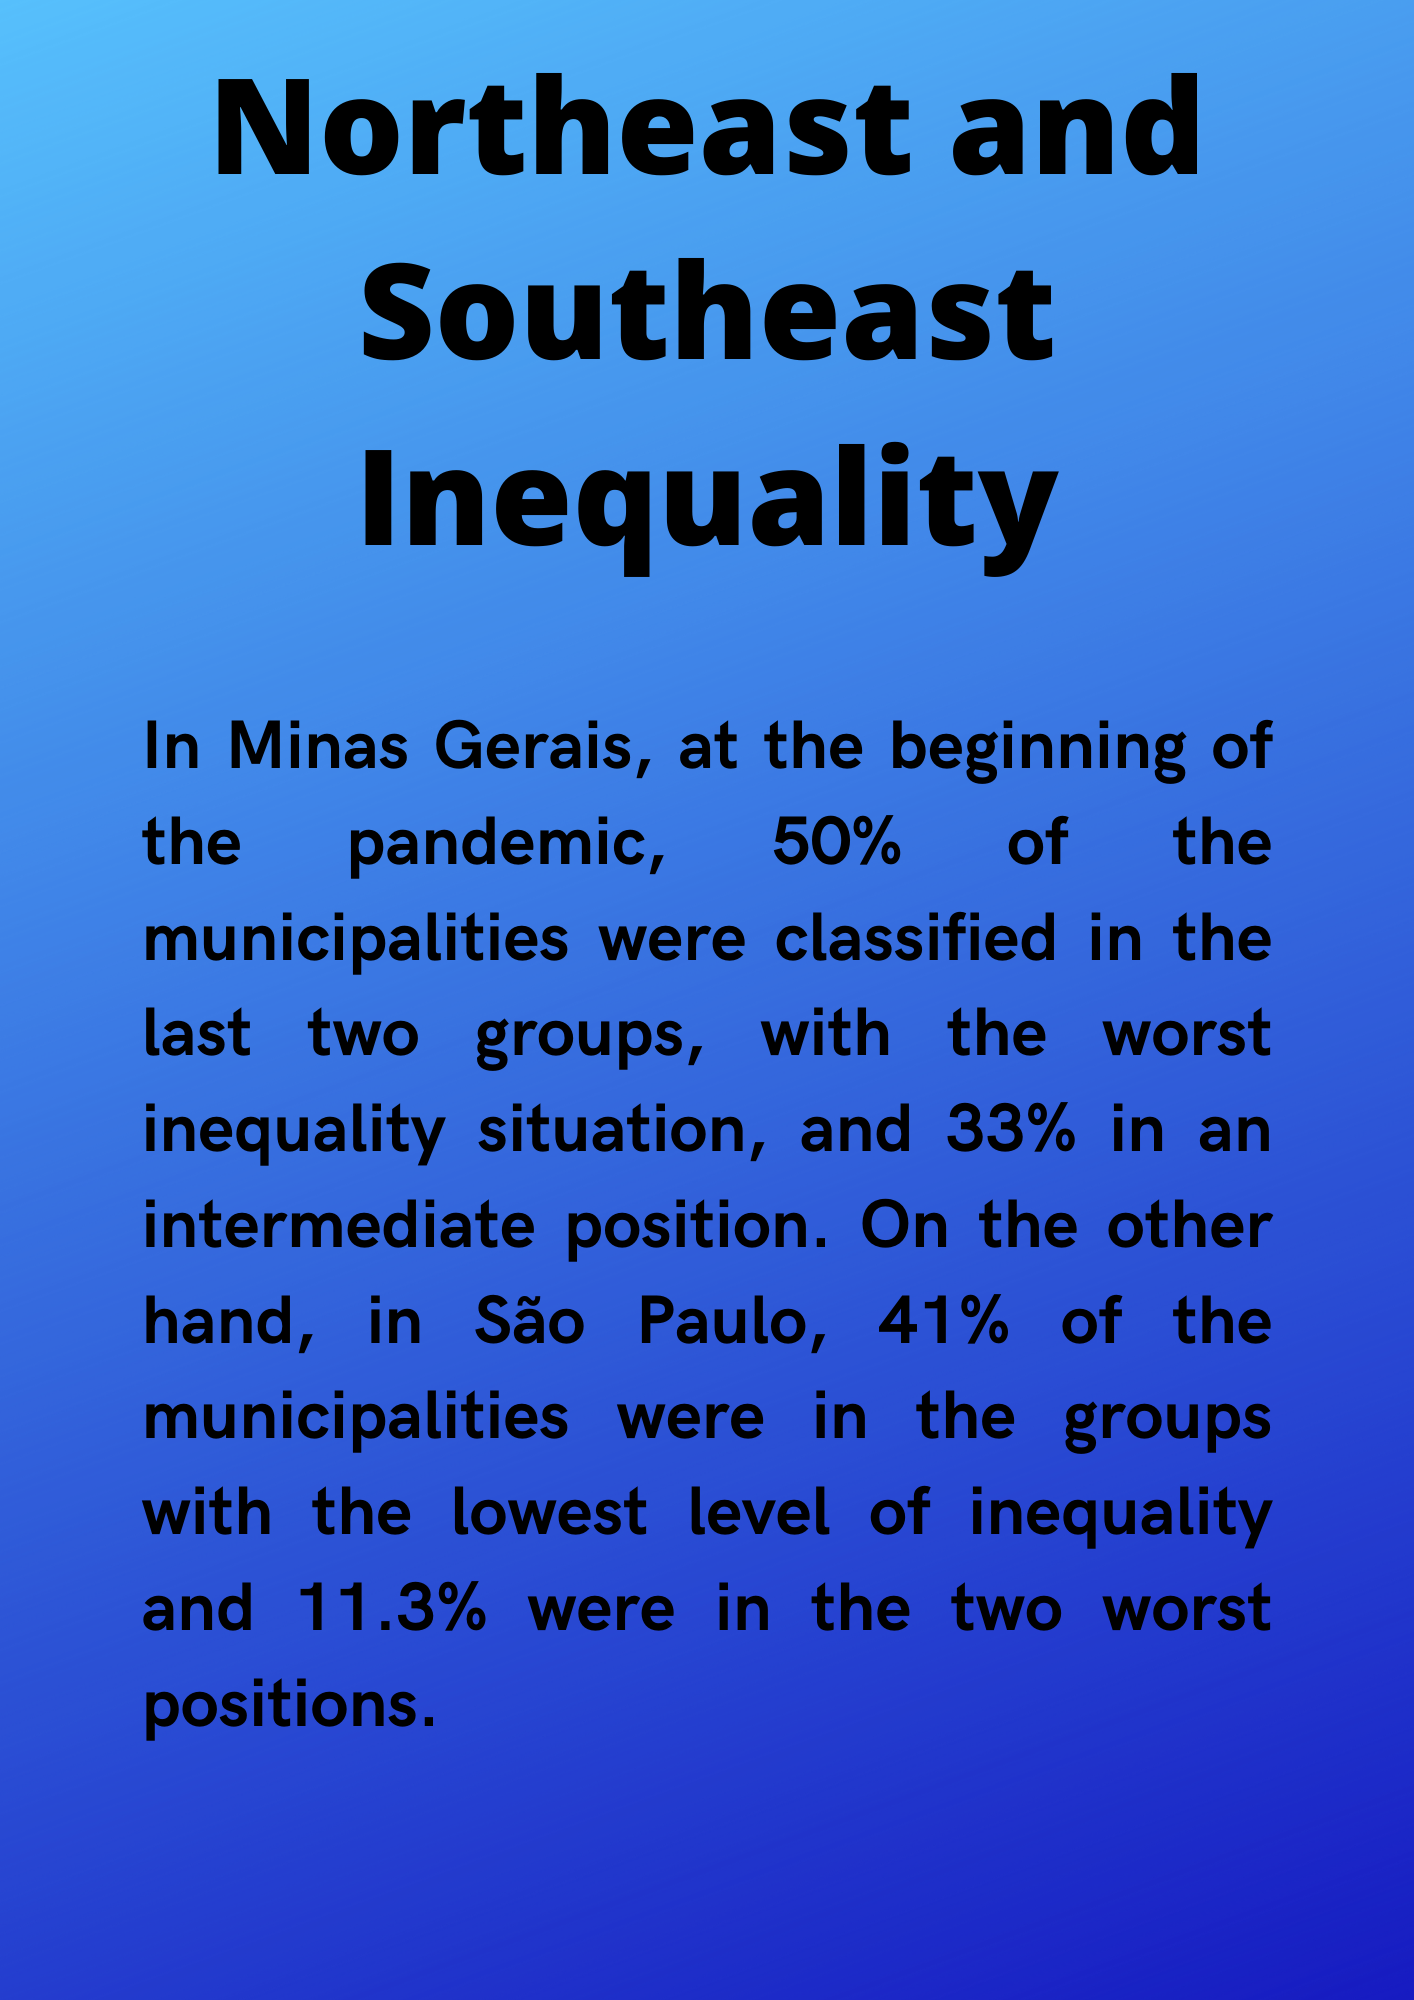 Northeast and
Southeast
Inequality
In Minas Gerais, at the beginning of
the pandemic, 50% of the
municipalities were classified in the
last two groups, with the worst
inequality situation, and 33% in an
intermediate position. On the other
hand, in São Paulo, 41% of the
municipalities were in the groups
with the lowest level of inequality
and 11.3% were in the two worst
positions.